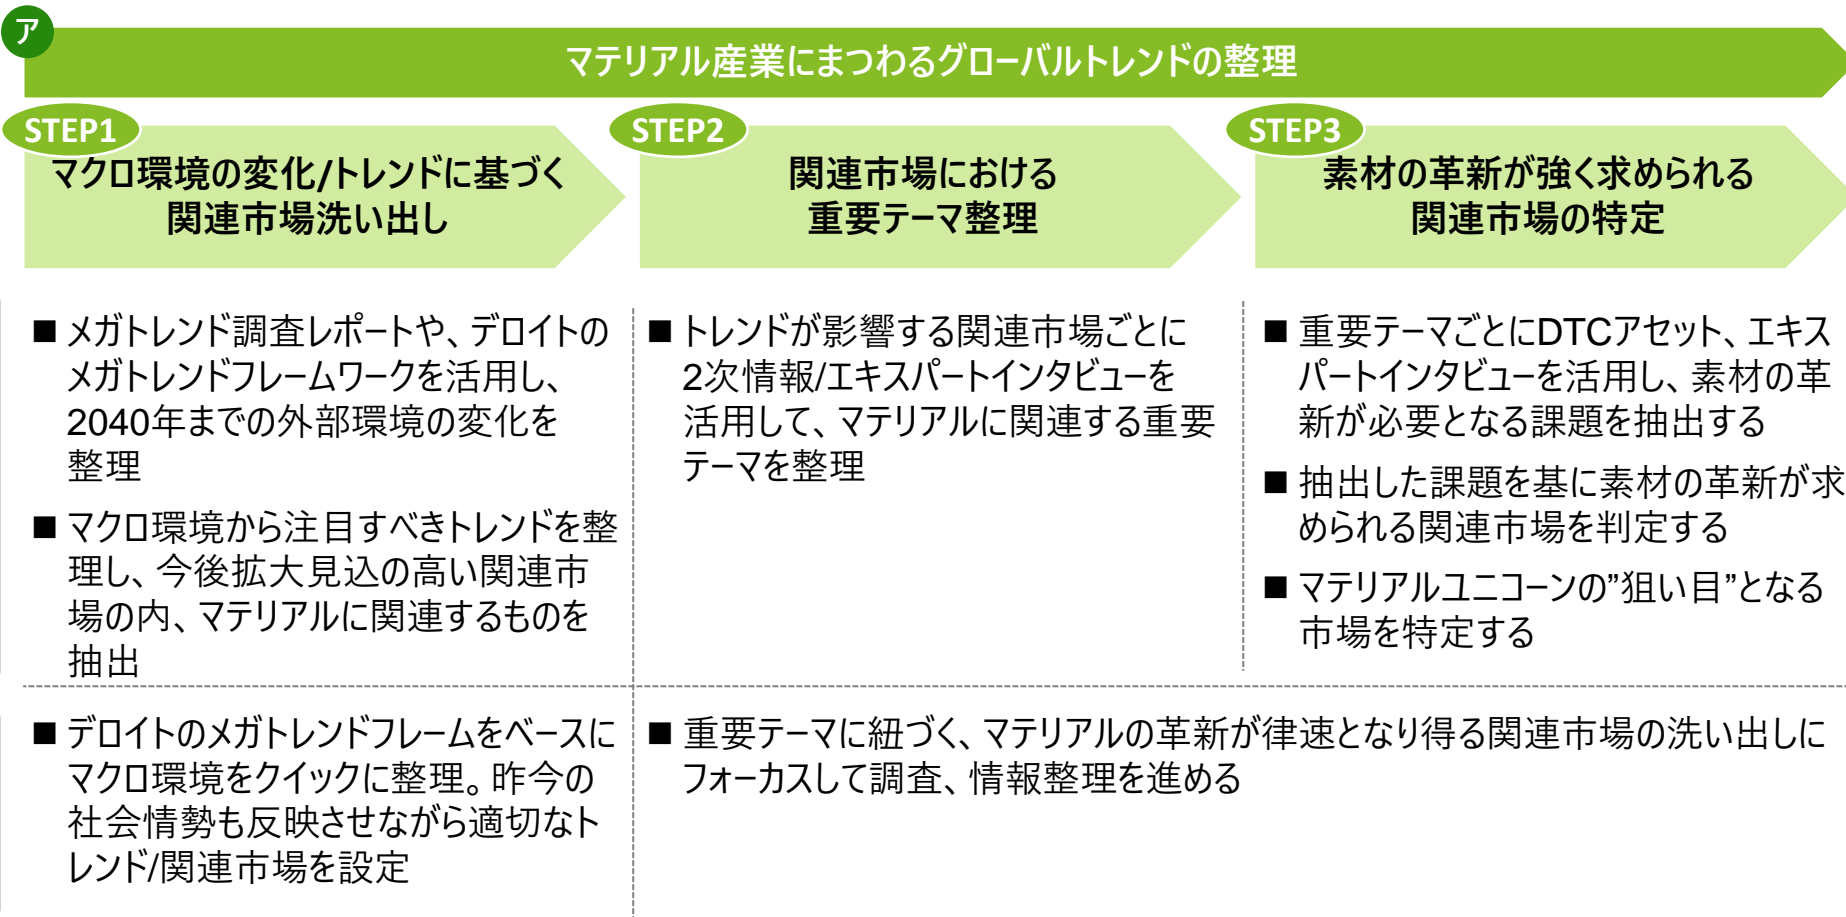 ア
マテリアル産業にまつわるグローバルトレンドの整理
STEP1
マクロ環境の変化/トレンドに基づく
関連市場洗い出し
STEP2
関連市場における
重要テーマ整理
STEP3
素材の革新が強く求められる
関連市場の特定
■ メガトレンド調査レポートや、デロイトの
メガトレンドフレームワークを活用し、
2040年までの外部環境の変化を
整理
■ マクロ環境から注目すべきトレンドを整
理し、今後拡大見込の高い関連市
場の内、マテリアルに関連するものを
抽出
■ トレンドが影響する関連市場ごとに
2次情報/エキスパートインタビューを
活用して、マテリアルに関連する重要
テーマを整理
■ 重要テーマごとにDTCアセット、エキス
パートインタビューを活用し、素材の革
新が必要となる課題を抽出する
■ 抽出した課題を基に素材の革新が求
められる関連市場を判定する
■ マテリアルユニコーンの”狙い目”となる
市場を特定する
■ デロイトのメガトレンドフレームをベースに
マクロ環境をクイックに整理。昨今の
社会情勢も反映させながら適切なト
レンド/関連市場を設定
■ 重要テーマに紐づく、マテリアルの革新が律速となり得る関連市場の洗い出しに
フォーカスして調査、情報整理を進める